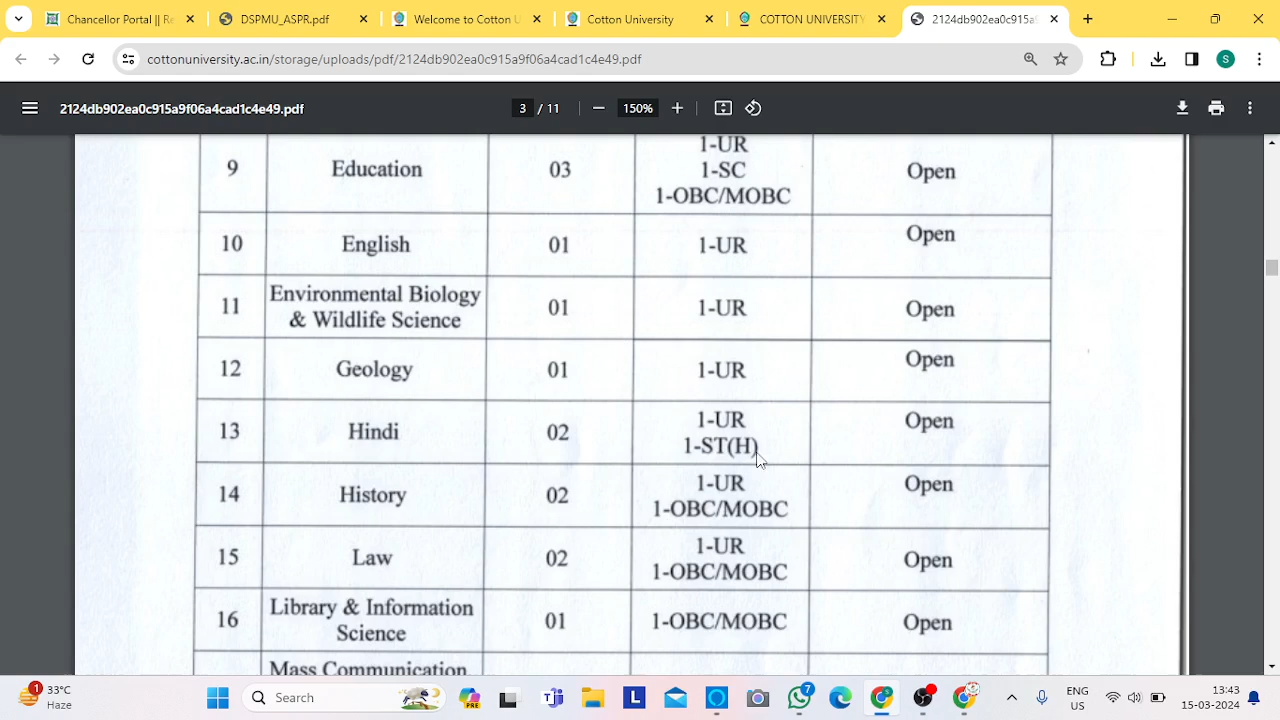 Chancellor Portal || Re
DSPMU_ASPR.pdf
Welcome to Cotton U
Cotton University
COTTON UNIVERSITY
2124db902ea0c915a9
cottonuniversity.ac.in/storage/uploads/pdf/2124db902ea0c915a9f06a4cad1c4e49.pdf
S
2124db902ea0c915a9f06a4cad1c4e49.pdf
3 / 11
150%
9 Education 03 1-UR
1-SC
1-OBC/MOBC Open
10 English 01 1-UR Open
11 Environmental Biology
& Wildlife Science 01 1-UR Open
12 Geology 01 1-UR Open
13 Hindi 02 1-UR
1-ST(H) Open
14 History 02 1-UR
1-OBC/MOBC Open
15 Law 02 1-UR
1-OBC/MOBC Open
16 Library & Information
Science 01 1-OBC/MOBC Open
Mass Communication
1
33°C
Haze
Search
PRE
L
7
ENG
US
13:43
15-03-2024